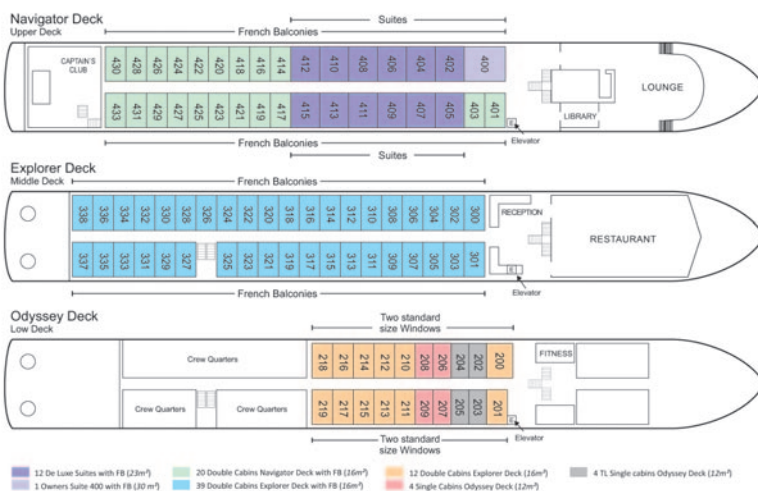 Navigator Deck
Upper Deck
Suites
French Balconies
CAPTAIN'S
CLUB
430 428 426 424 422 420 418 416 414 412 410 408 406 404 402 400
433 431 429 427 425 423 421 419 417 415 413 411 409 407 405 403 401
LOUNGE
LIBRARY
E
Elevator
French Balconies
Suites
Explorer Deck
Middle Deck
French Balconies
338 336 334 332 330 328 326 324 322 320 318 316 314 312 310 308 306 304 302 300
RECEPTION
RESTAURANT
337 335 333 331 329 327 325 323 321 319 317 315 313 311 309 307 305 303 301
E
Elevator
French Balconies
Odyssey Deck
Low Deck
Two standard
size Windows
Crew Quarters
218 216 214 212 210 208 206 204 202 200
FITNESS
Crew Quarters
Crew Quarters
219 217 215 213 211 209 207 205 203 201
E
Elevator
Two standard
size Windows
12 De Luxe Suites with FB (23m²)
20 Double Cabins Navigator Deck with FB (16m²)
12 Double Cabins Explorer Deck (16m²)
4 TL Single cabins Odyssey Deck (12m²)
1 Owners Suite 400 with FB (30 m²)
39 Double Cabins Explorer Deck with FB (16m²)
4 Single Cabins Odyssey Deck (12m²)